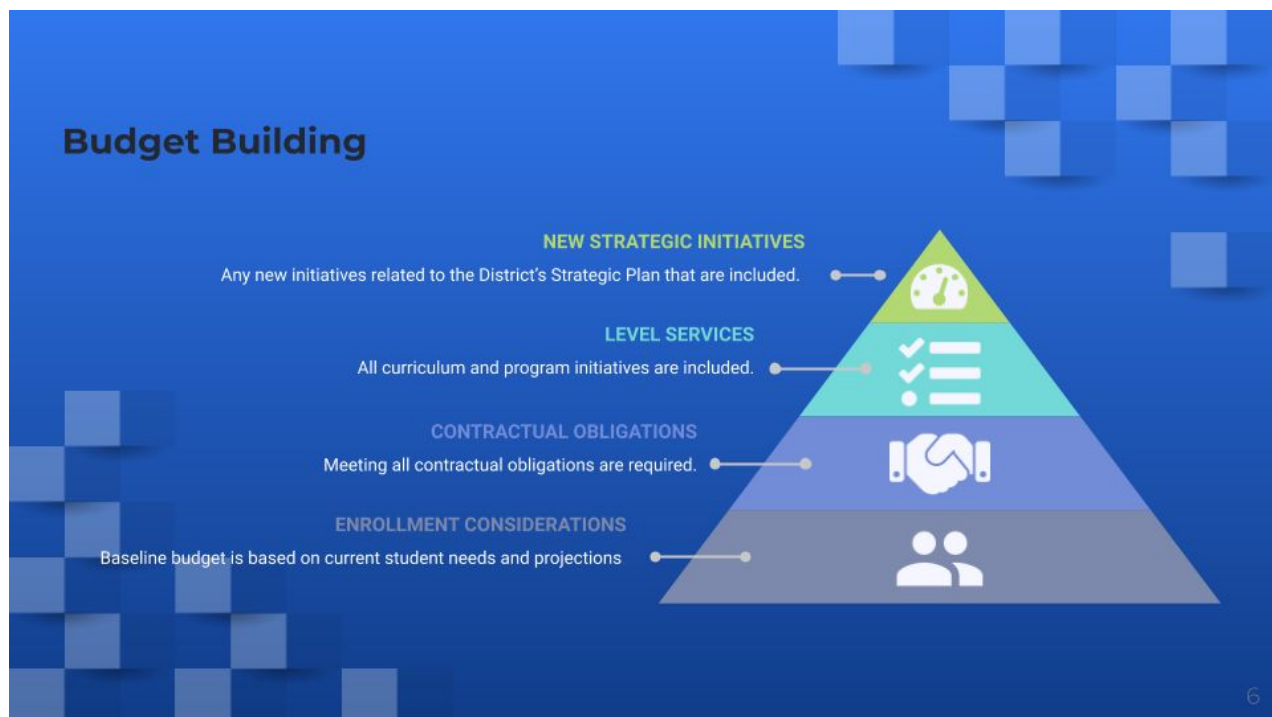 Budget Building
NEW STRATEGIC INITIATIVES
Any new initiatives related to the District's Strategic Plan that are included.
LEVEL SERVICES
All curriculum and program initiatives are included.
CONTRACTUAL OBLIGATIONS
Meeting all contractual obligations are required.
ENROLLMENT CONSIDERATIONS
Baseline budget is based on current student needs and projections
6